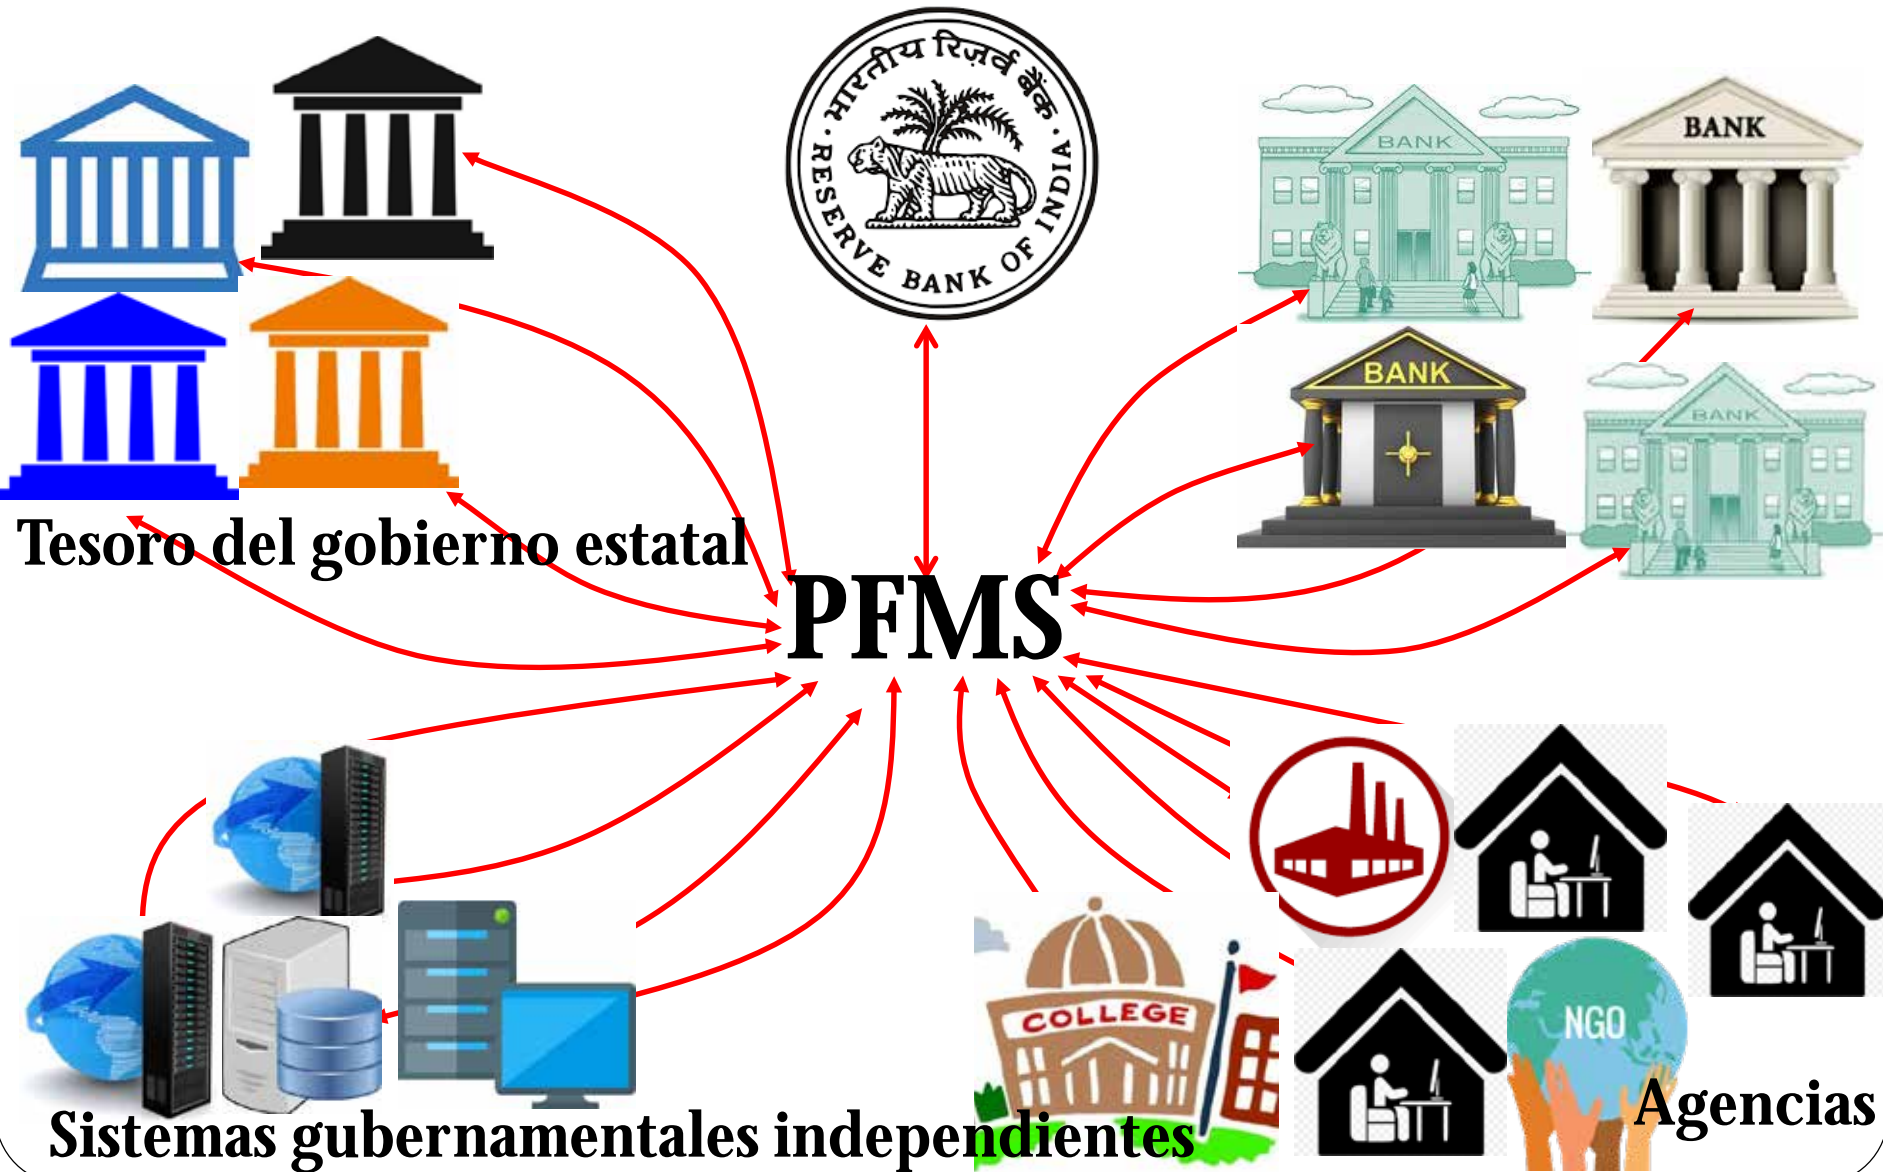 भारतीय रिज़र्व बैंक
RESERVE BANK OF INDIA
BANK
BANK
BANK
BANK
Tesoro del gobierno estatal
PFMS
COLLEGE
NGO
Agencias
Sistemas gubernamentales independientes